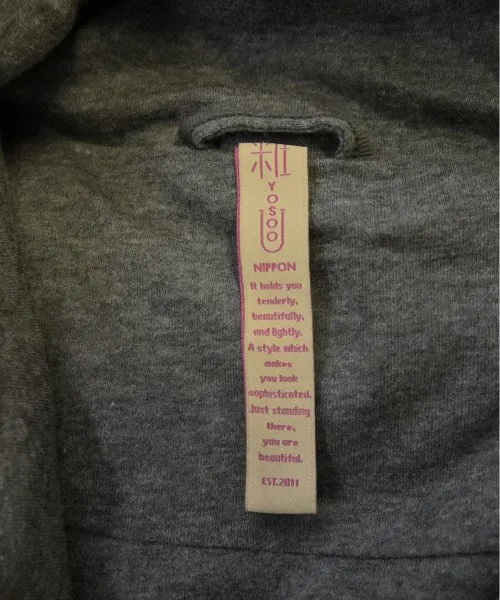 YOSOO
NIPPON
It holds you
tenderly,
beautifully,
and lightly.
A style which
makes
you look
sophisticated.
Just standing
there,
you are
beautiful.
EST.2011